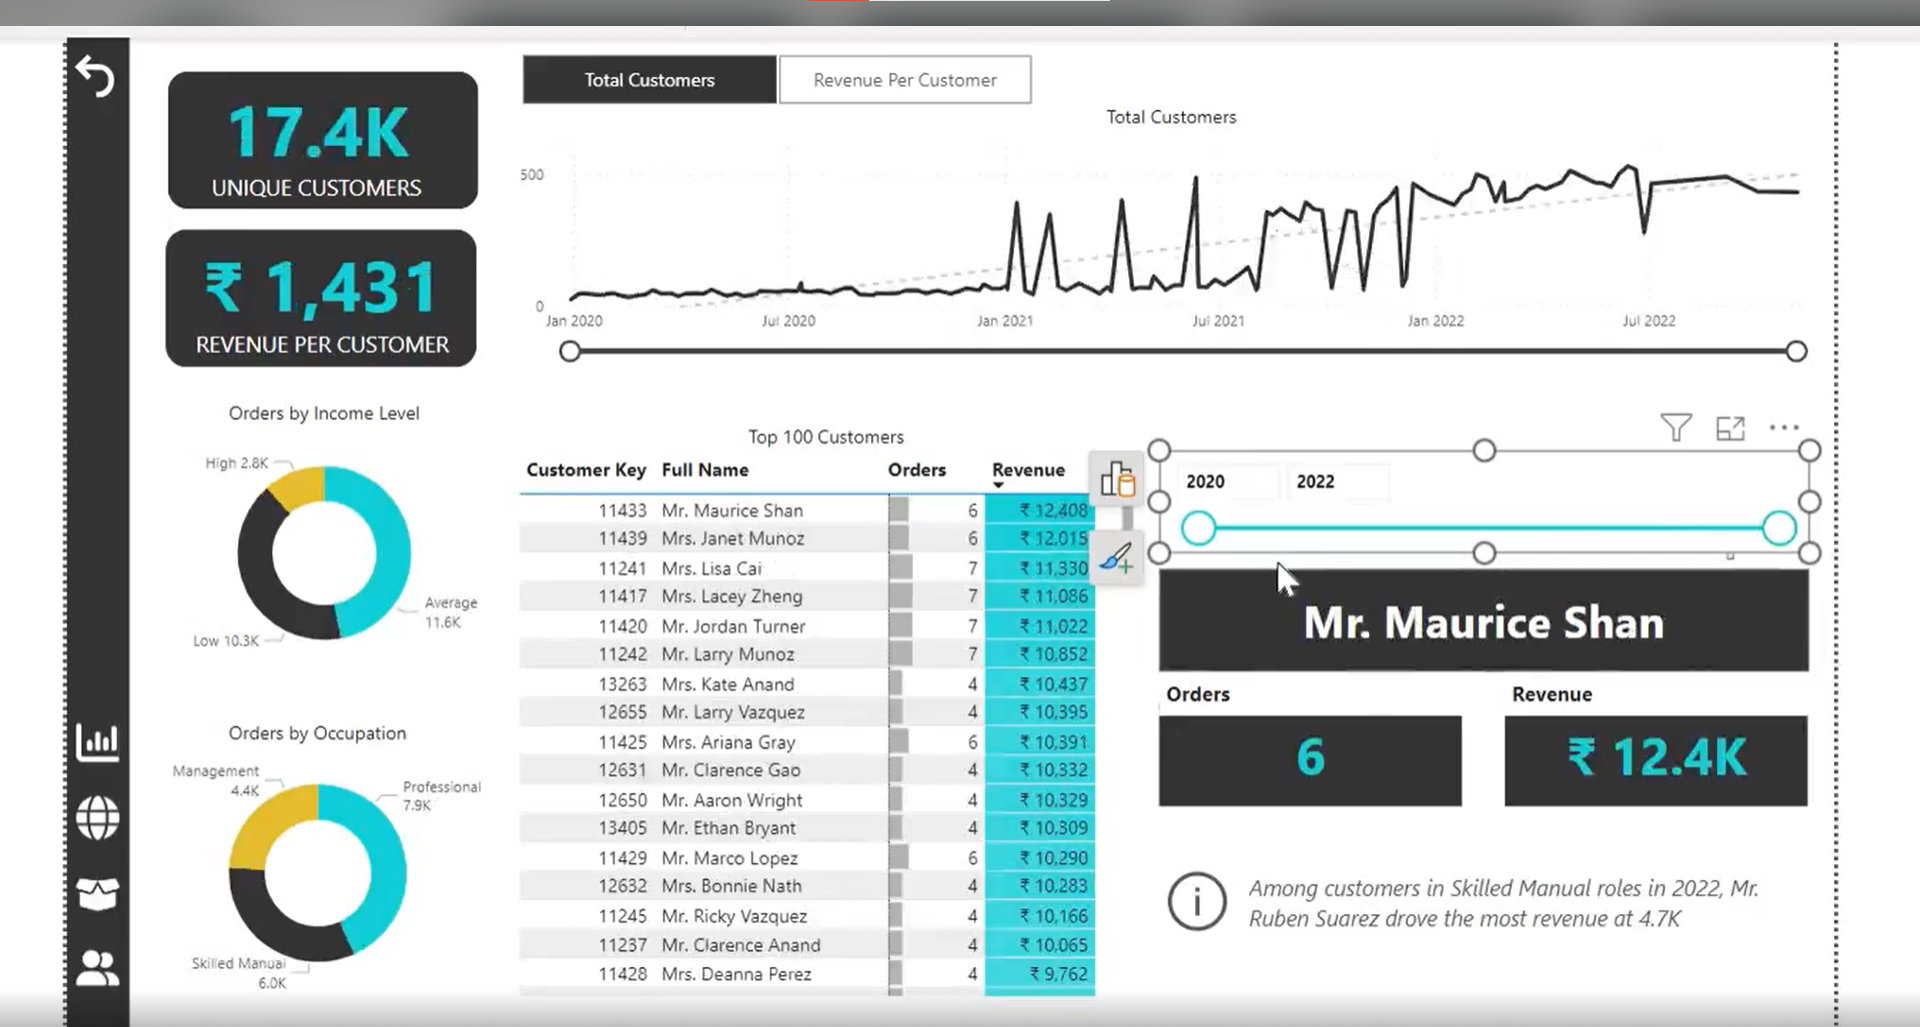 Total Customers
Revenue Per Customer
17.4K
UNIQUE CUSTOMERS
₹ 1,431
REVENUE PER CUSTOMER
Total Customers
500
0
Jan 2020
Jul 2020
Jan 2021
Jul 2021
Jan 2022
Jul 2022
Orders by Income Level
High 2.8K
Average
11.6K
Low 10.3K
Orders by Occupation
Management
4.4K
Professional
7.9K
Skilled Manual
6.0K
Top 100 Customers
Customer Key Full Name Orders Revenue
11433 Mr. Maurice Shan 6 ₹ 12,408
11439 Mrs. Janet Munoz 6 ₹ 12,015
11241 Mrs. Lisa Cai 7 ₹ 11,330
11417 Mrs. Lacey Zheng 7 ₹ 11,086
11420 Mr. Jordan Turner 7 ₹ 11,022
11242 Mr. Larry Munoz 7 ₹ 10,852
13263 Mrs. Kate Anand 4 ₹ 10,437
12655 Mr. Larry Vazquez 4 ₹ 10,395
11425 Mrs. Ariana Gray 6 ₹ 10,391
12631 Mr. Clarence Gao 4 ₹ 10,332
12650 Mr. Aaron Wright 4 ₹ 10,329
13405 Mr. Ethan Bryant 4 ₹ 10,309
11429 Mr. Marco Lopez 6 ₹ 10,290
12632 Mrs. Bonnie Nath 4 ₹ 10,283
11245 Mr. Ricky Vazquez 4 ₹ 10,166
11237 Mr. Clarence Anand 4 ₹ 10,065
11428 Mrs. Deanna Perez 4 ₹ 9,762
2020 2022
Mr. Maurice Shan
Orders
6
Revenue
₹ 12.4K
Among customers in Skilled Manual roles in 2022, Mr.
Ruben Suarez drove the most revenue at 4.7K